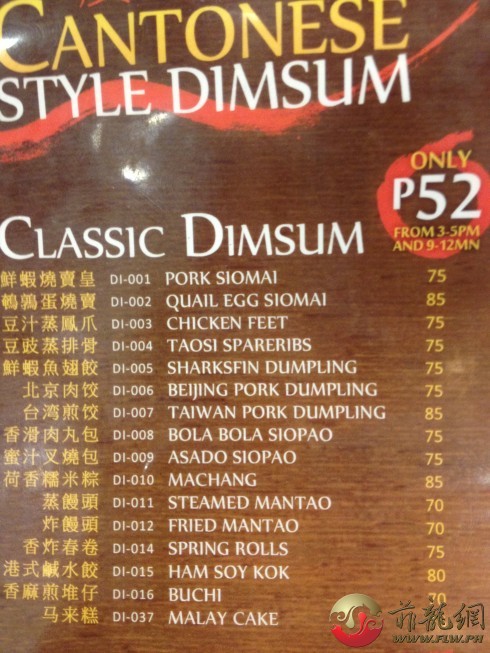 CANTONESE
STYLE DIMSUM
ONLY
P52
FROM 3-5PM
AND 9-12MN
CLASSIC DIMSUM
鮮蝦燒賣皇 DI-001 PORK SIOMAI 75
鵪鶉蛋燒賣 DI-002 QUAIL EGG SIOMAI 85
豆汁蒸鳳爪 DI-003 CHICKEN FEET 75
豆豉蒸排骨 DI-004 TAOSI SPARERIBS 75
鮮蝦魚翅餃 DI-005 SHARKSFIN DUMPLING 75
北京肉饺 DI-006 BEIJING PORK DUMPLING 75
台湾煎饺 DI-007 TAIWAN PORK DUMPLING 85
香滑肉丸包 DI-008 BOLA BOLA SIOPAO 75
蜜汁叉燒包 DI-009 ASADO SIOPAO 75
荷香糯米粽 DI-010 MACHANG 85
蒸饅頭 DI-011 STEAMED MANTAO 70
炸饅頭 DI-012 FRIED MANTAO 70
香炸春卷 DI-014 SPRING ROLLS 75
港式鹹水餃 DI-015 HAM SOY KOK 80
香麻煎堆仔 DI-016 BUCHI 70
马来糕 DI-037 MALAY CAKE
菲龍網
WWW.FLW.PH